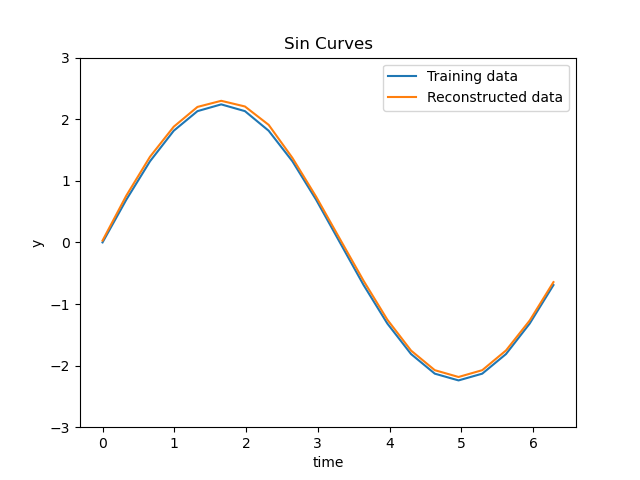 Sin Curves
Training data
Reconstructed data
3
2
1
0
−1
−2
−3
y
0
1
2
3
4
5
6
time